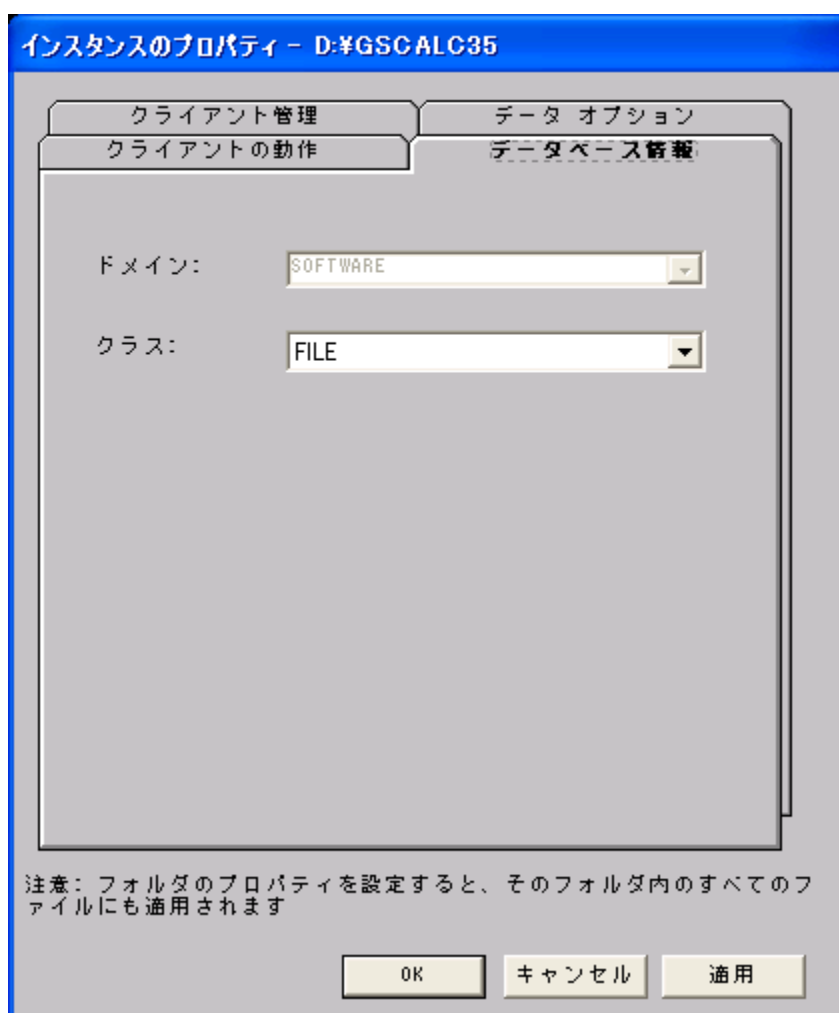 インスタンスのプロパティ - D:¥GSCALC35
クライアント管理
データ オプション
クライアントの動作
データベース情報
ドメイン:
SOFTWARE
クラス:
FILE
注意: フォルダのプロパティを設定すると、そのフォルダ内のすべてのフ
ァイルにも適用されます
OK
キャンセル
適用